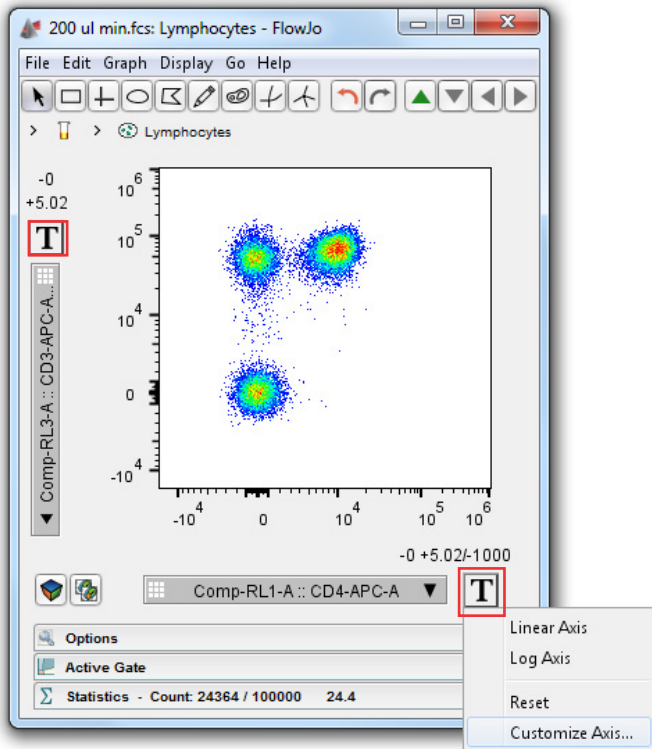 200 ul min.fcs: Lymphocytes - FlowJo
File Edit Graph Display Go Help
> > Lymphocytes
-0
+5.02
T
Comp-RL3-A :: CD3-APC-A...
10^6
10^5
10^4
0
-10^4
-10^4 0 10^4 10^5 10^6
-0 +5.02/-1000
Comp-RL1-A :: CD4-APC-A
T
Linear Axis
Log Axis
Reset
Customize Axis...
Options
Active Gate
Σ Statistics - Count: 24364 / 100000 24.4